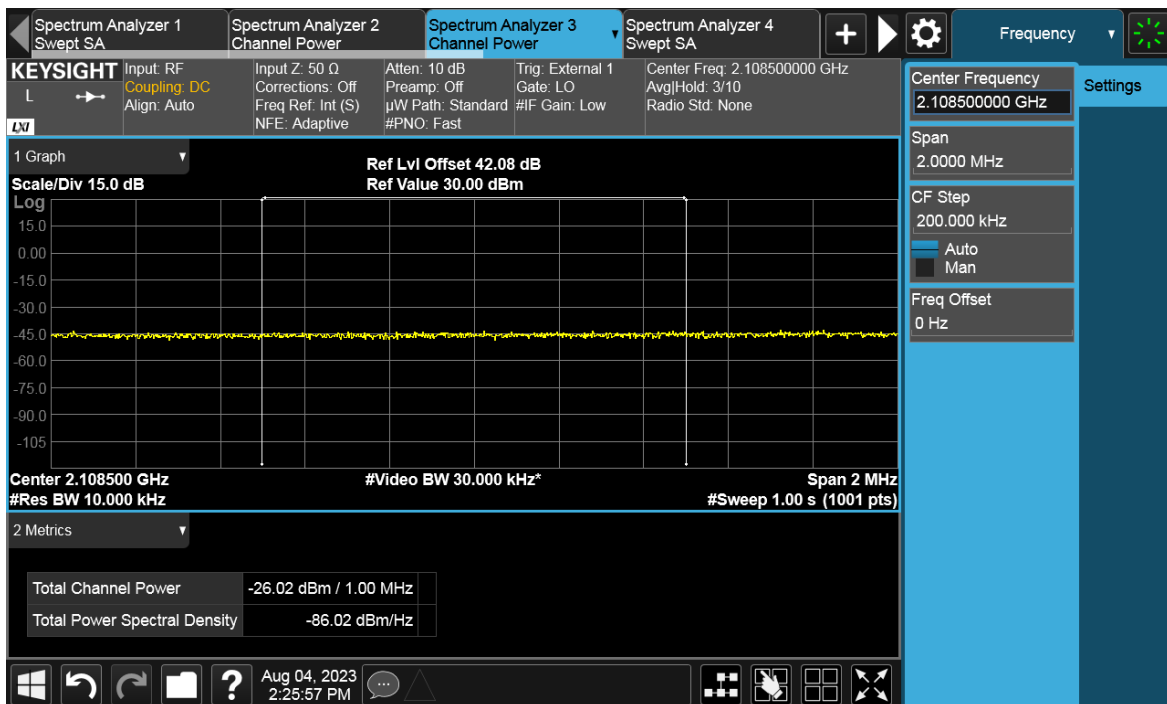 Spectrum Analyzer 1
Swept SA
Spectrum Analyzer 2
Channel Power
Spectrum Analyzer 3
Channel Power
Spectrum Analyzer 4
Swept SA
Frequency
KEYSIGHT
L
LXI
Input: RF
Coupling: DC
Align: Auto
Input Z: 50 Ω
Corrections: Off
Freq Ref: Int (S)
NFE: Adaptive
Atten: 10 dB
Preamp: Off
µW Path: Standard
#PNO: Fast
Trig: External 1
Gate: LO
#IF Gain: Low
Center Freq: 2.108500000 GHz
Avg|Hold: 3/10
Radio Std: None
Center Frequency
2.108500000 GHz
Settings
Span
2.0000 MHz
CF Step
200.000 kHz
Auto
Man
Freq Offset
0 Hz
1 Graph
Scale/Div 15.0 dB
Ref Lvl Offset 42.08 dB
Ref Value 30.00 dBm
Log
15.0
0.00
-15.0
-30.0
-45.0
-60.0
-75.0
-90.0
-105
Center 2.108500 GHz
#Res BW 10.000 kHz
#Video BW 30.000 kHz*
Span 2 MHz
#Sweep 1.00 s (1001 pts)
2 Metrics
Total Channel Power -26.02 dBm / 1.00 MHz
Total Power Spectral Density -86.02 dBm/Hz
?
Aug 04, 2023
2:25:57 PM